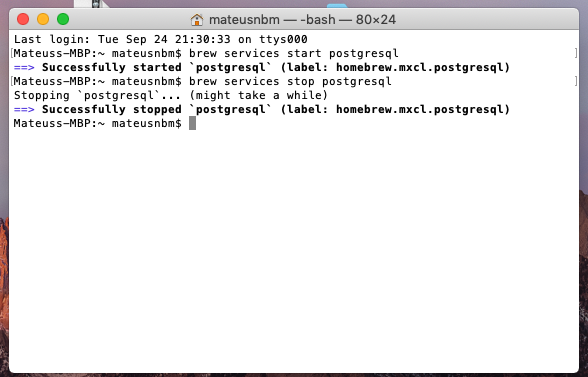 mateusnbm — -bash — 80×24
Last login: Tue Sep 24 21:30:33 on ttys000
[Mateuss-MBP:~ mateusnbm$ brew services start postgresql ]
==> Successfully started `postgresql` (label: homebrew.mxcl.postgresql)
[Mateuss-MBP:~ mateusnbm$ brew services stop postgresql ]
Stopping `postgresql`... (might take a while)
==> Successfully stopped `postgresql` (label: homebrew.mxcl.postgresql)
Mateuss-MBP:~ mateusnbm$